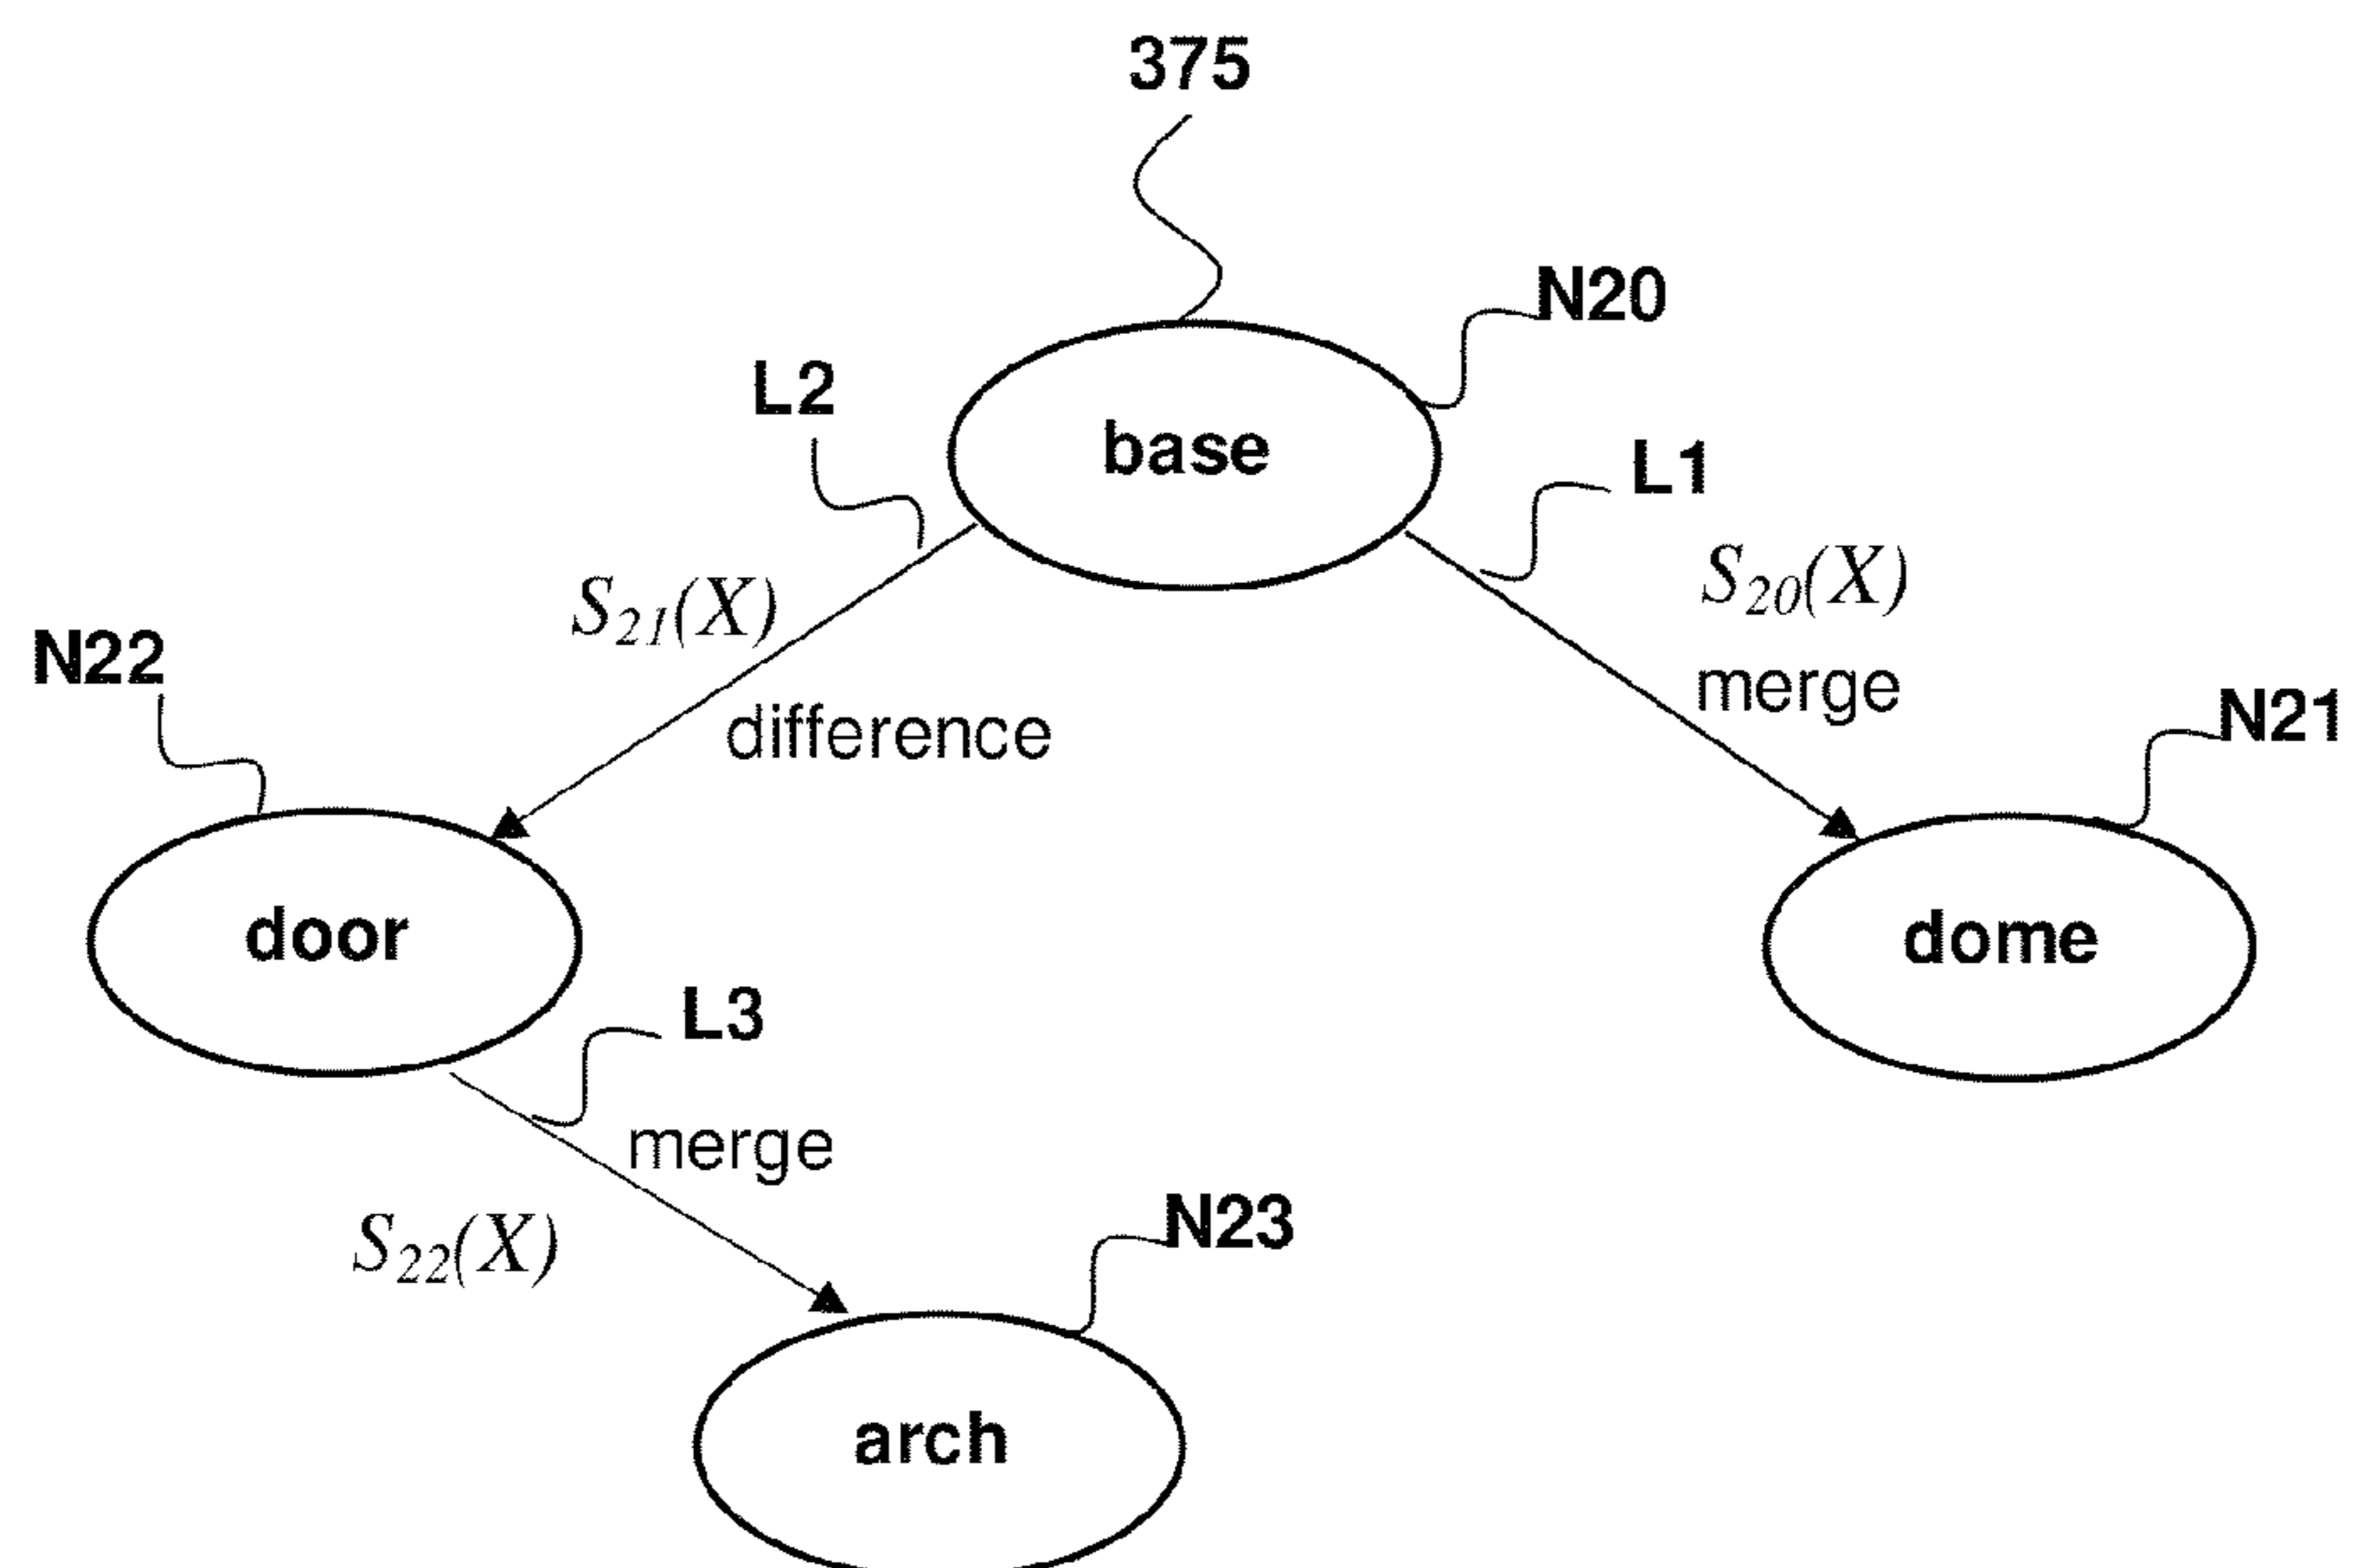 375
N20
L2
base
L1
S20(X)
S21(X)
N22
merge
N21
difference
door
dome
L3
merge
N23
S22(X)
arch